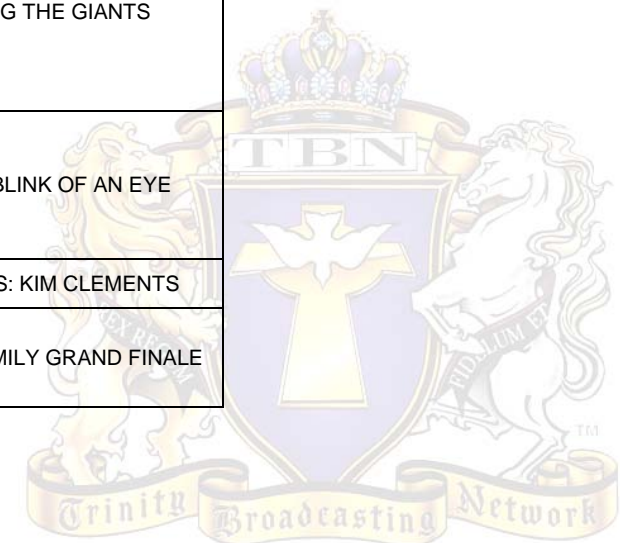 G THE GIANTS
TBN
BLINK OF AN EYE
S: KIM CLEMENTS
MILY GRAND FINALE
TM
Trinity Broadcasting Network